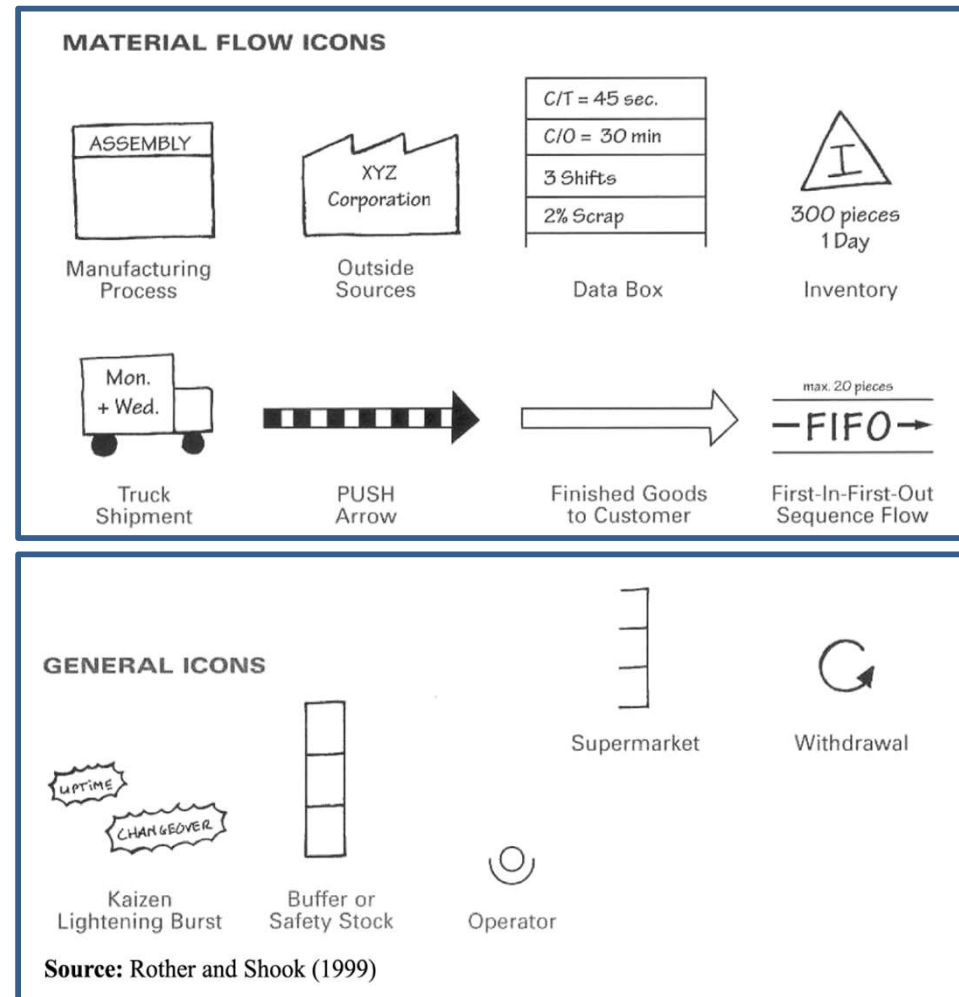 MATERIAL FLOW ICONS
ASSEMBLY
Manufacturing
Process
XYZ
Corporation
Outside
Sources
C/T = 45 sec.
C/O = 30 min
3 Shifts
2% Scrap
Data Box
I
300 pieces
1 Day
Inventory
Mon.
+ Wed.
Truck
Shipment
PUSH
Arrow
Finished Goods
to Customer
max. 20 pieces
FIFO
First-In-First-Out
Sequence Flow
GENERAL ICONS
Supermarket
Withdrawal
UPTIME
CHANGEOVER
Kaizen
Lightening Burst
Buffer or
Safety Stock
Operator
Source: Rother and Shook (1999)